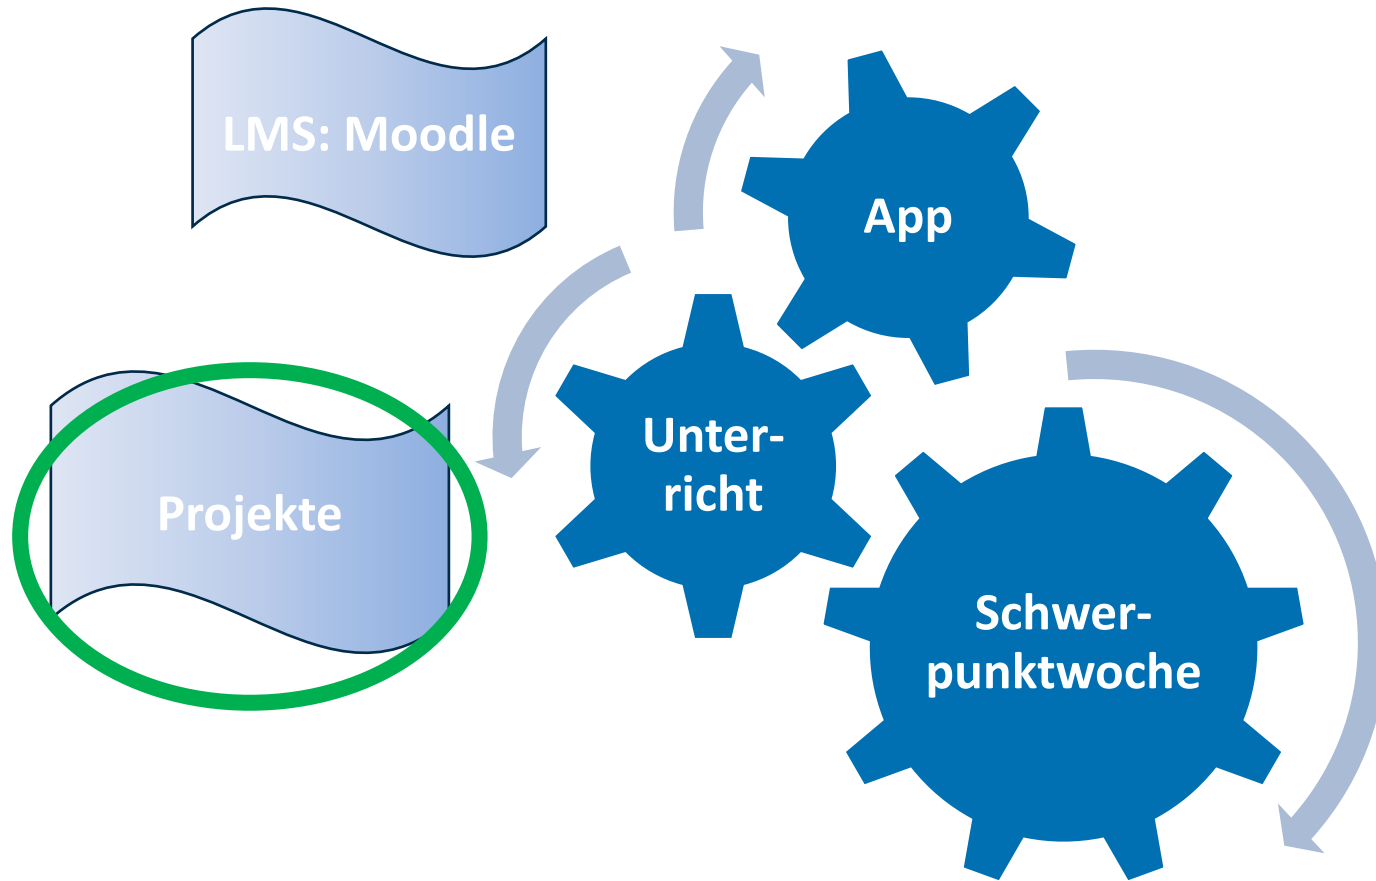 LMS: Moodle
App
Unter-
richt
Projekte
Schwer-
punktwoche